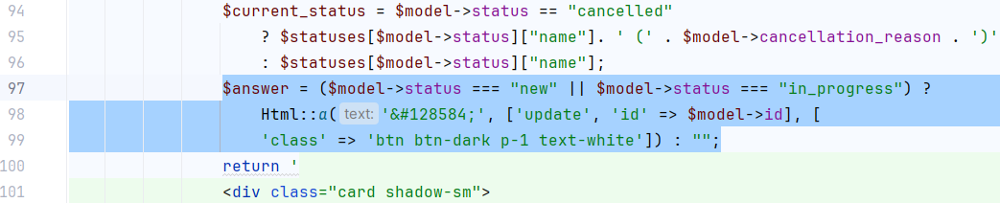 94 $current_status = $model->status == "cancelled"
95 ? $statuses[$model->status]["name"]. ' (' . $model->cancellation_reason . ')'
96 : $statuses[$model->status]["name"];
97 $answer = ($model->status === "new" || $model->status === "in_progress") ?
98 Html::a( text: '&#128584;', ['update', 'id' => $model->id], [
99 'class' => 'btn btn-dark p-1 text-white']) : "";
100 return '
101 <div class="card shadow-sm">